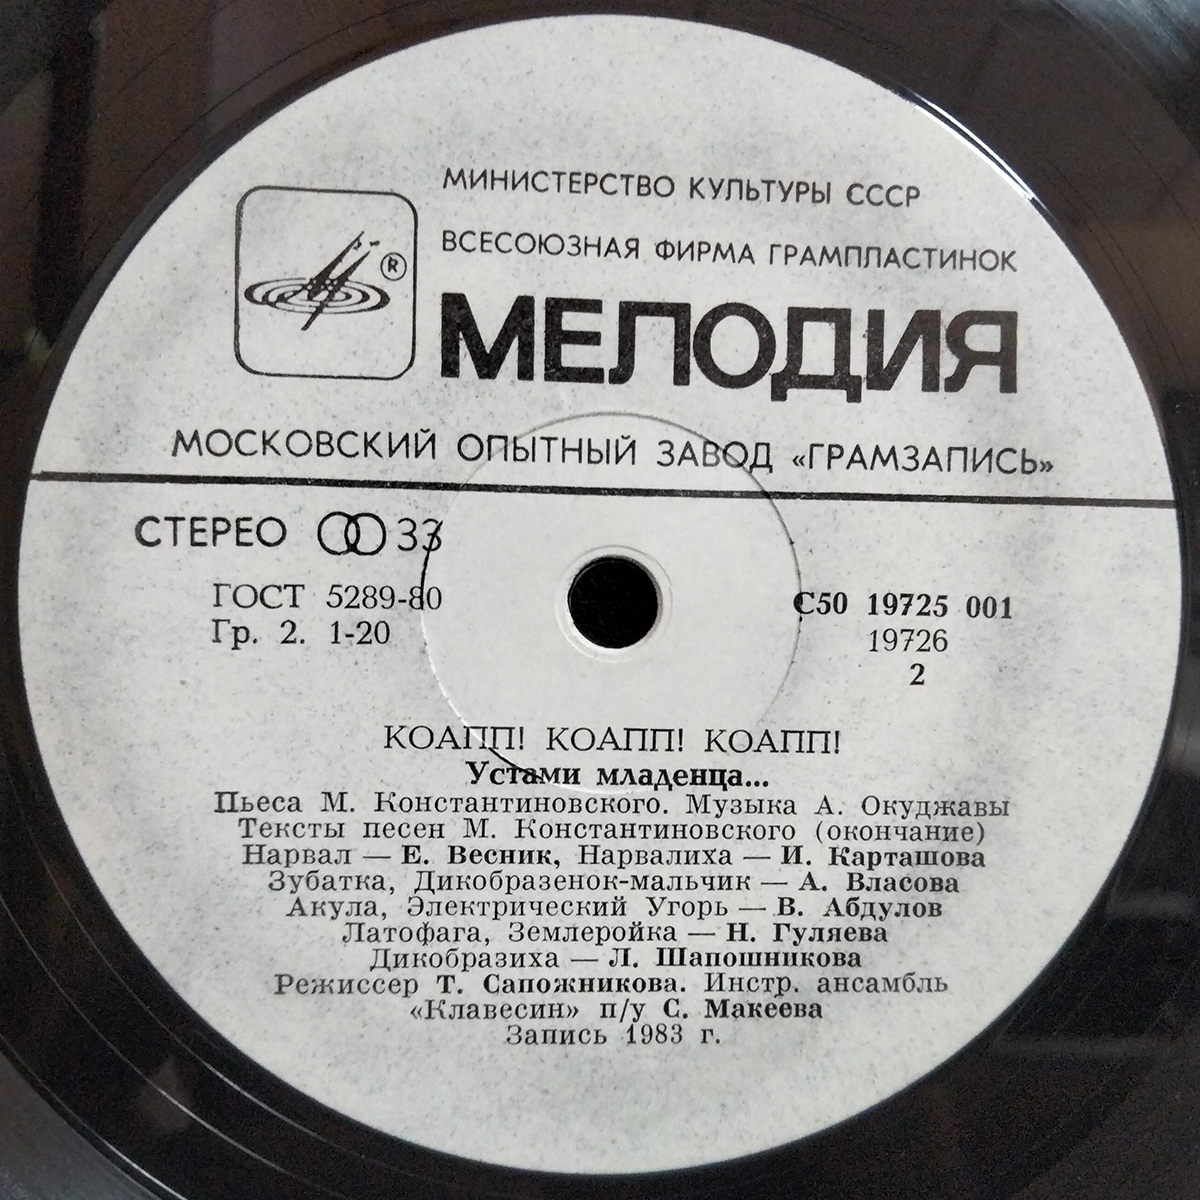 МИНИСТЕРСТВО КУЛЬТУРЫ СССР
ВСЕСОЮЗНАЯ ФИРМА ГРАМПЛАСТИНОК
®
МЕЛОДИЯ
МОСКОВСКИЙ ОПЫТНЫЙ ЗАВОД «ГРАМЗАПИСЬ»
СТЕРЕО 33
ГОСТ 5289-80
Гр. 2. 1-20
С50 19725 001
19726
2
КОАПП! КОАПП! КОАПП!
Устами младенца...
Пьеса М. Константиновского. Музыка А. Окуджавы
Тексты песен М. Константиновского (окончание)
Нарвал — Е. Весник, Нарвалиха — И. Карташова
Зубатка, Дикобразенок-мальчик — А. Власова
Акула, Электрический Угорь — В. Абдулов
Латофага, Землеройка — Н. Гуляева
Дикобразиха — Л. Шапошникова
Режиссер Т. Сапожникова. Инстр. ансамбль
«Клавесин» п/у С. Макеева
Запись 1983 г.